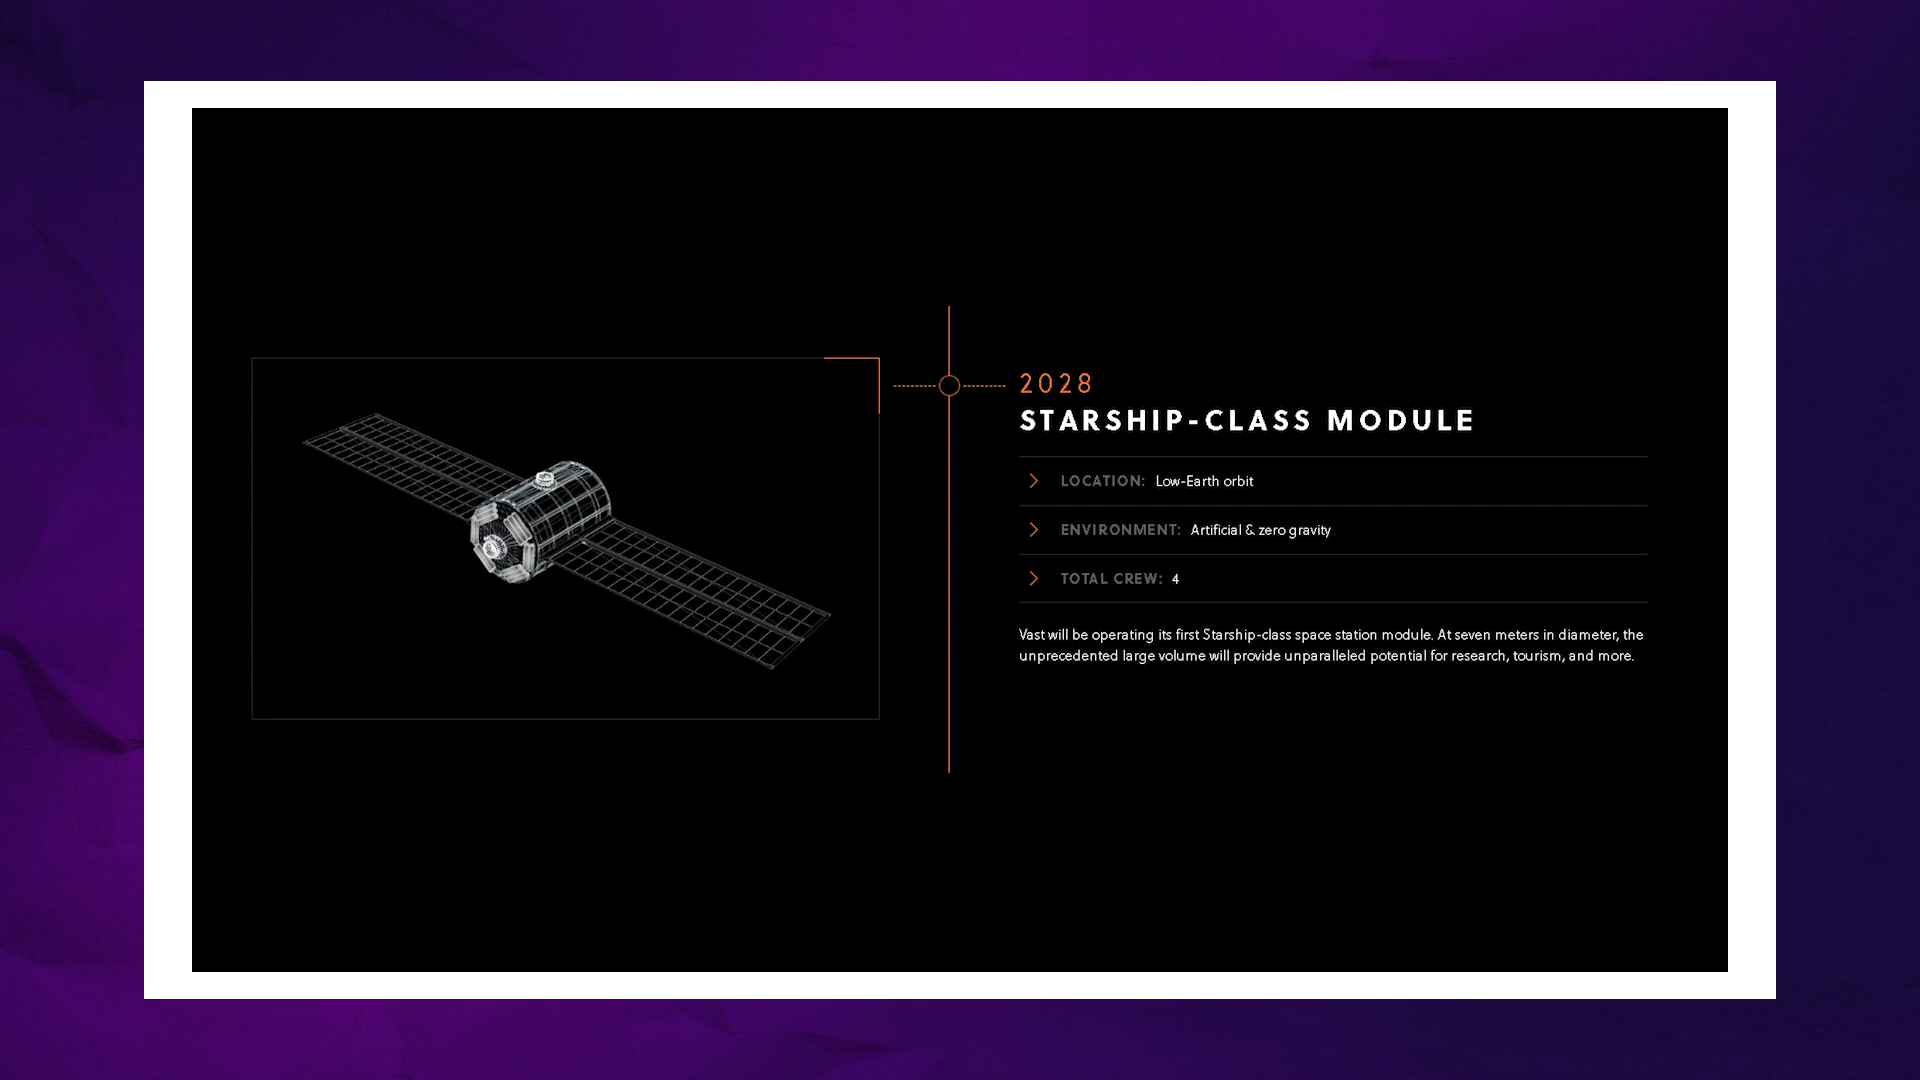 2028
STARSHIP-CLASS MODULE
LOCATION: Low-Earth orbit
ENVIRONMENT: Artificial & zero gravity
TOTAL CREW: 4
Vast will be operating its first Starship-class space station module. At seven meters in diameter, the
unprecedented large volume will provide unparalleled potential for research, tourism, and more.